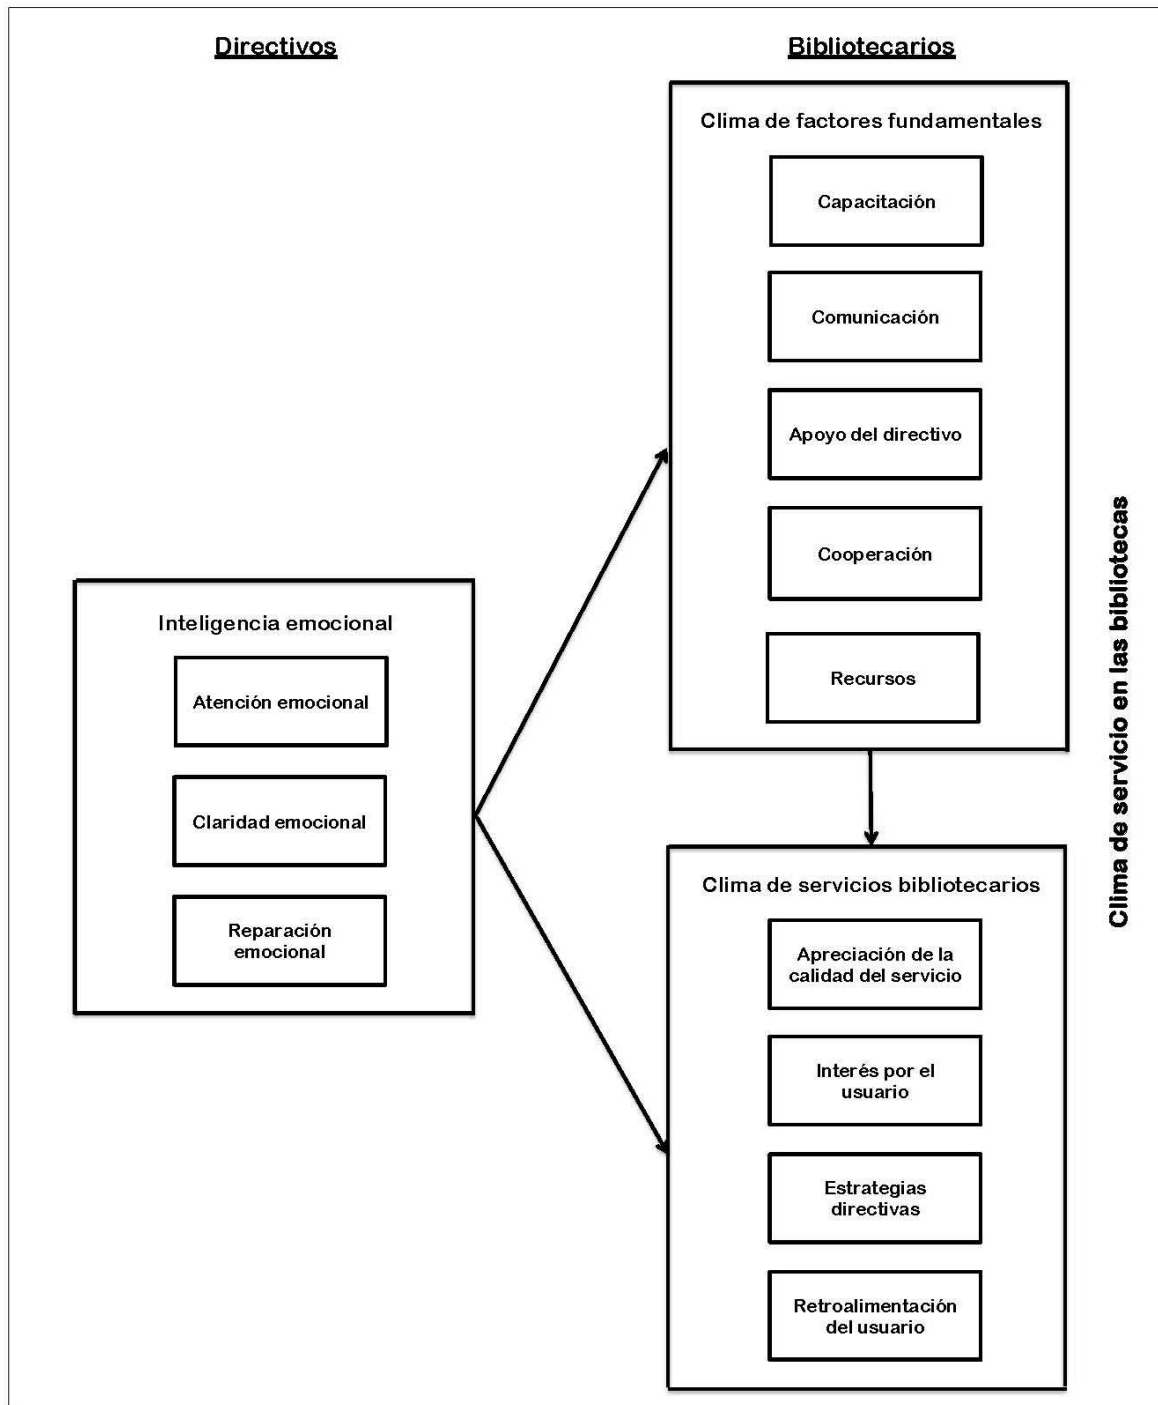 Directivos
Bibliotecarios
Clima de factores fundamentales
Capacitación
Comunicación
Apoyo del directivo
Cooperación
Recursos
Inteligencia emocional
Atención emocional
Claridad emocional
Reparación
emocional
Clima de servicios bibliotecarios
Apreciación de la
calidad del servicio
Interés por el
usuario
Estrategias
directivas
Retroalimentación
del usuario
Clima de servicio en las bibliotecas